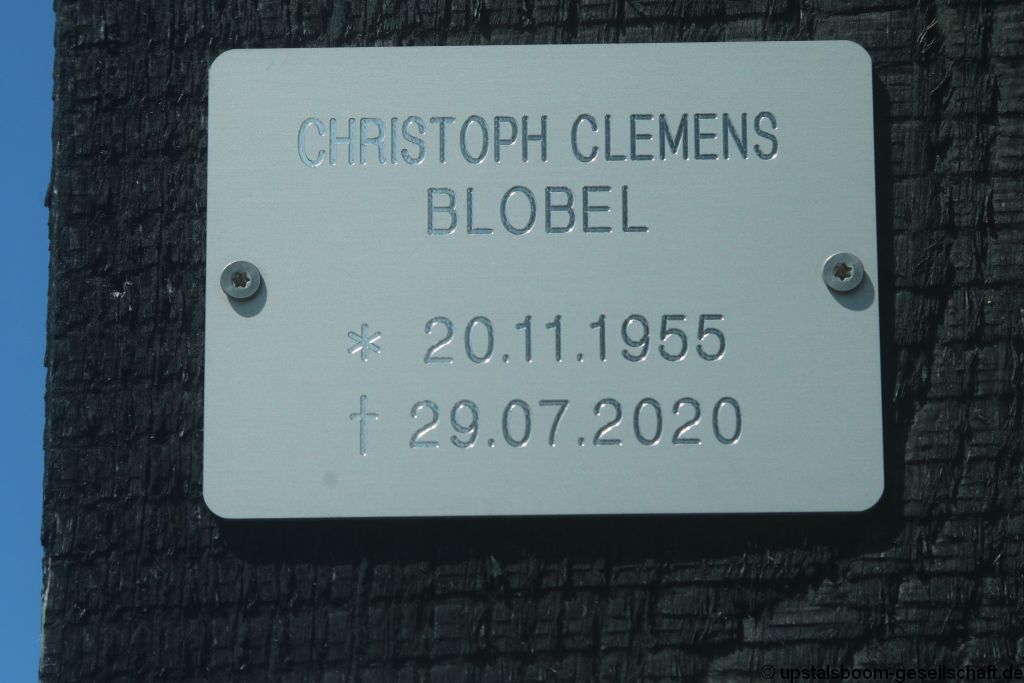 CHRISTOPH CLEMENS
BLOBEL
* 20.11.1955
† 29.07.2020
© upstalsboom-gesellschaft.de